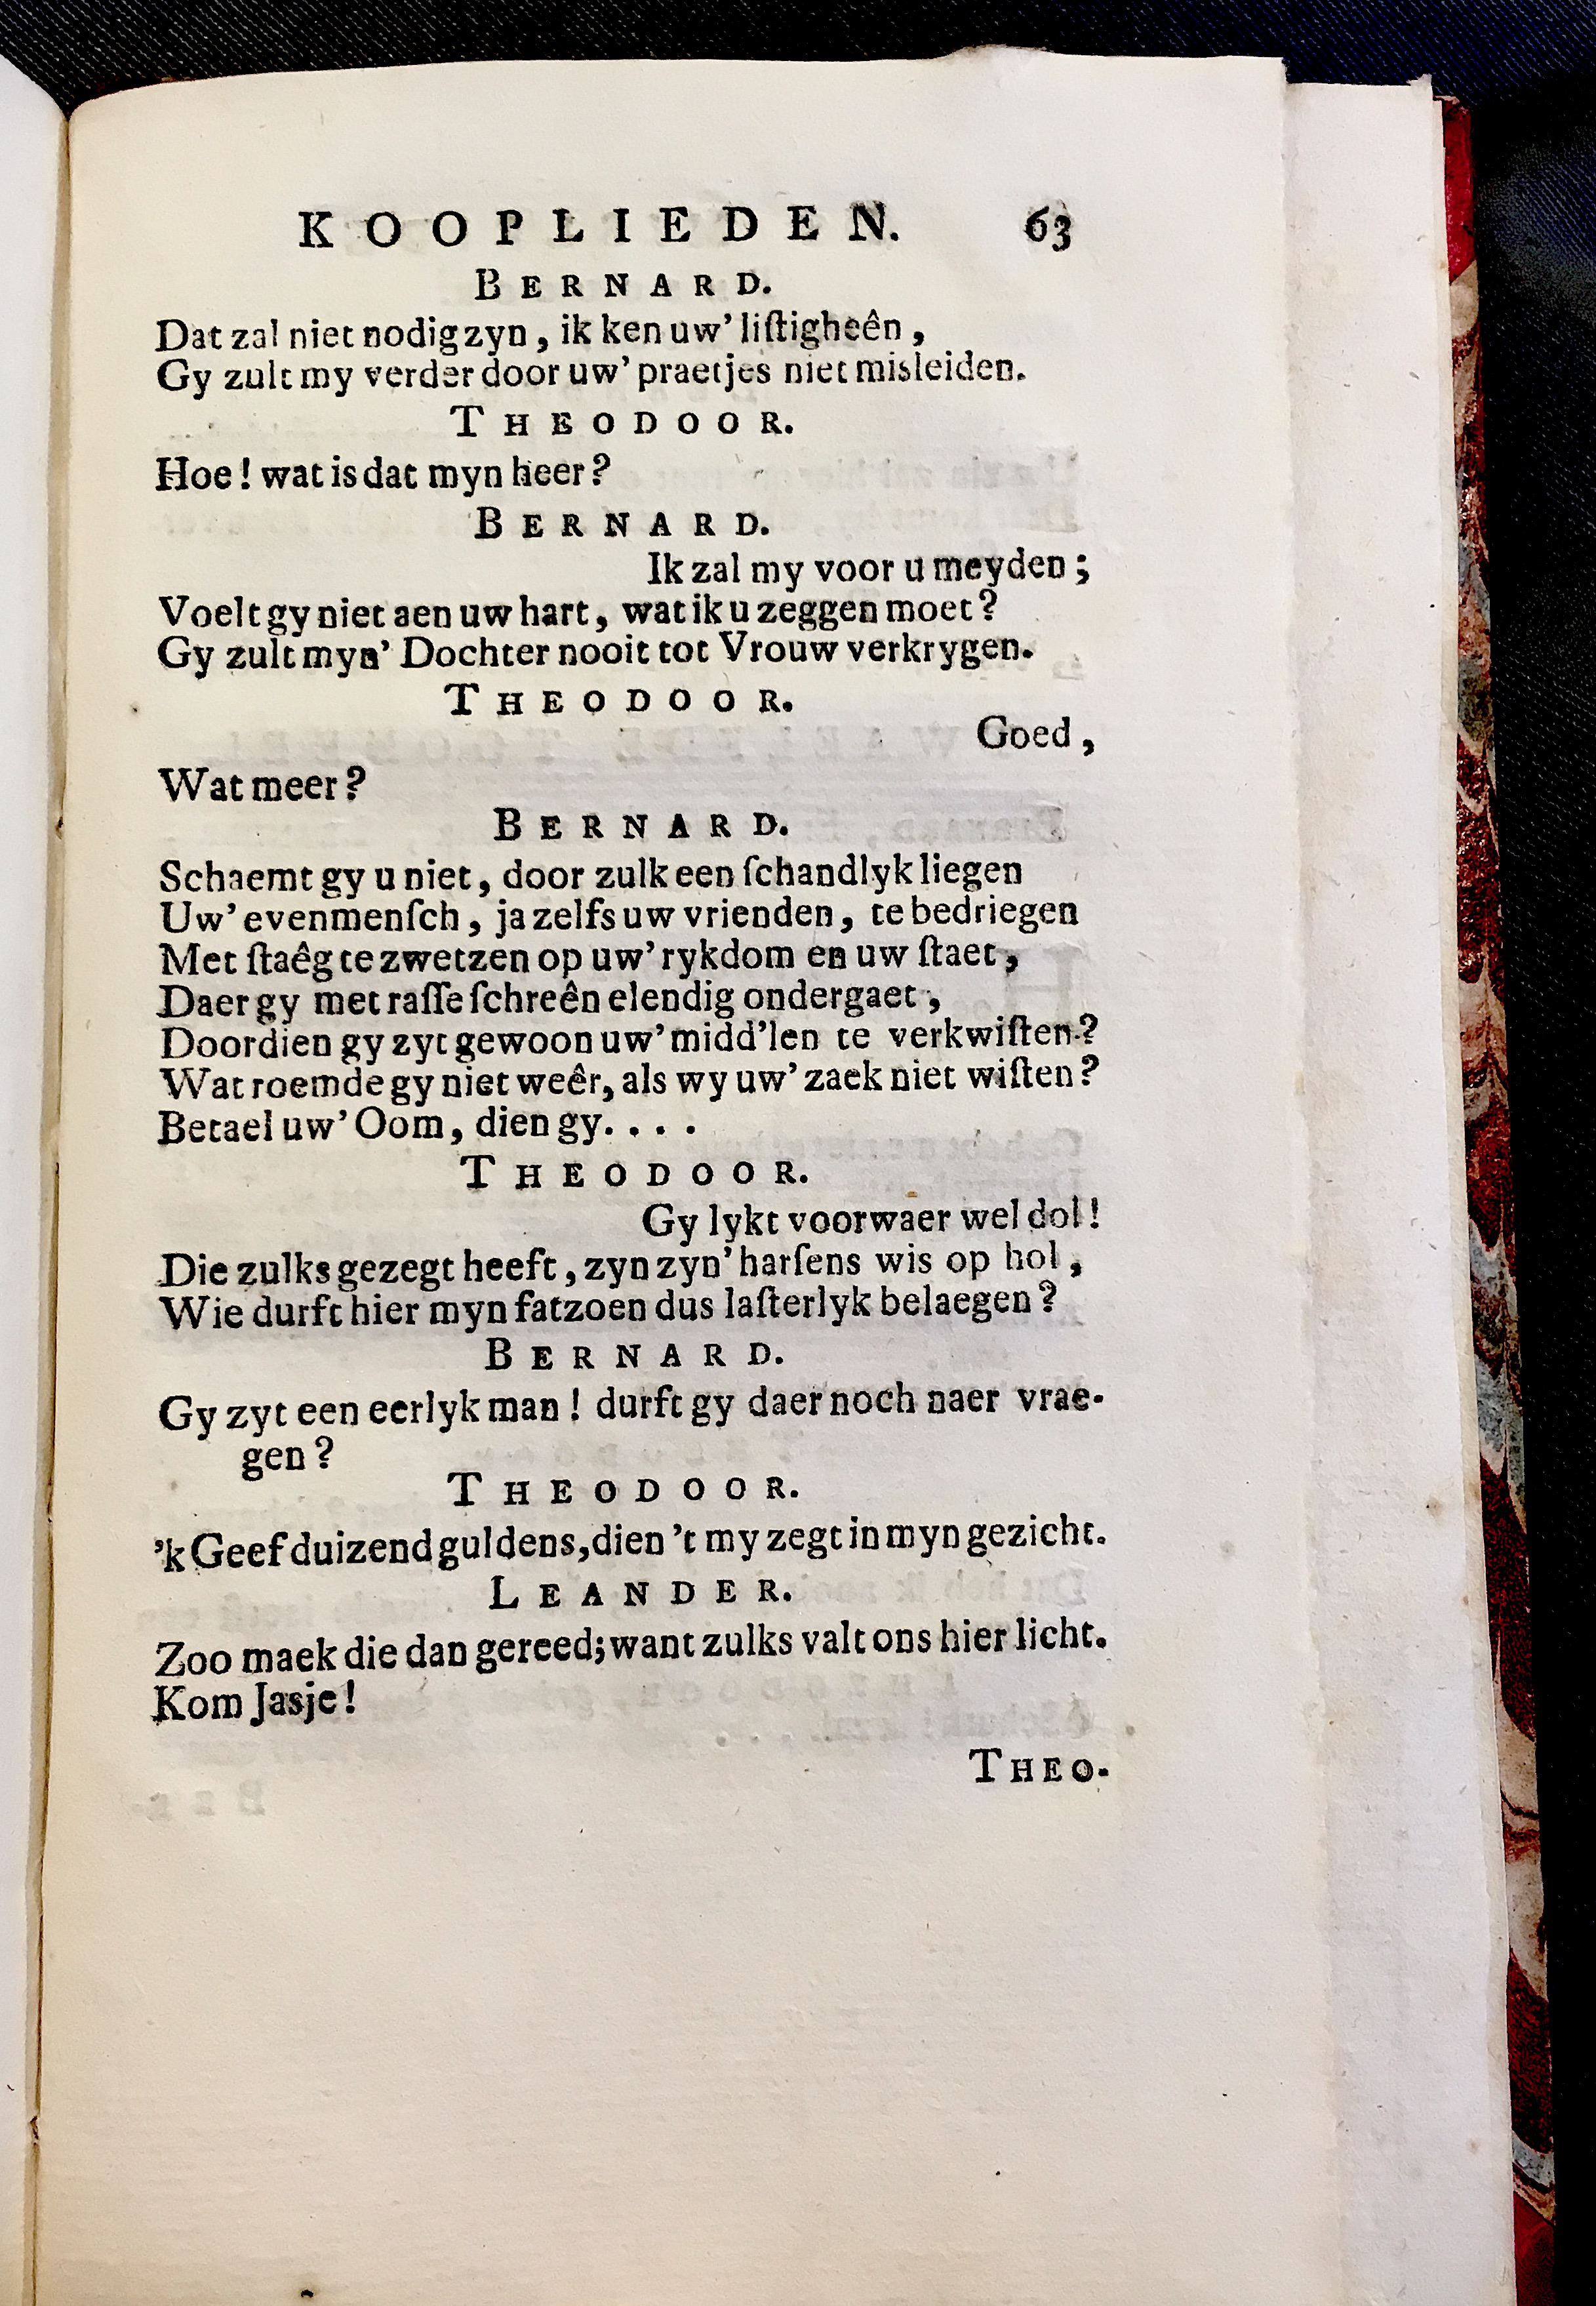 KOOPLIEDEN. 63
BERNARD.
Dat zal niet nodig zyn, ik ken uw' liſtigheên,
Gy zult my verder door uw' praetjes niet misleiden.
THEODOOR.
Hoe! wat is dat myn heer?
BERNARD.
Ik zal my voor u meyden;
Voelt gy niet aen uw hart, wat ik u zeggen moet?
Gy zult myn' Dochter nooit tot Vrouw verkrygen.
THEODOOR.
Goed,
Wat meer?
BERNARD.
Schaemt gy u niet, door zulk een ſchandlyk liegen
Uw' evenmenſch, ja zelfs uw vrienden, te bedriegen
Met ſtaêg te zwetzen op uw' rykdom en uw ſtaet,
Daer gy met raſſe ſchreên elendig ondergaet,
Doordien gy zyt gewoon uw' midd'len te verkwiſten?
Wat roemde gy niet weêr, als wy uw' zaek niet wiſten?
Betael uw' Oom, dien gy....
THEODOOR.
Gy lykt voorwaer wel dol!
Die zulks gezegt heeft, zyn zyn' harſens wis op hol,
Wie durft hier myn fatzoen dus laſterlyk belaegen?
BERNARD.
Gy zyt een eerlyk man! durft gy daer noch naer vrae-
gen?
THEODOOR.
'k Geef duizend guldens, dien 't my zegt in myn gezicht.
LEANDER.
Zoo maek die dan gereed; want zulks valt ons hier licht.
Kom Jasje!
THEO-